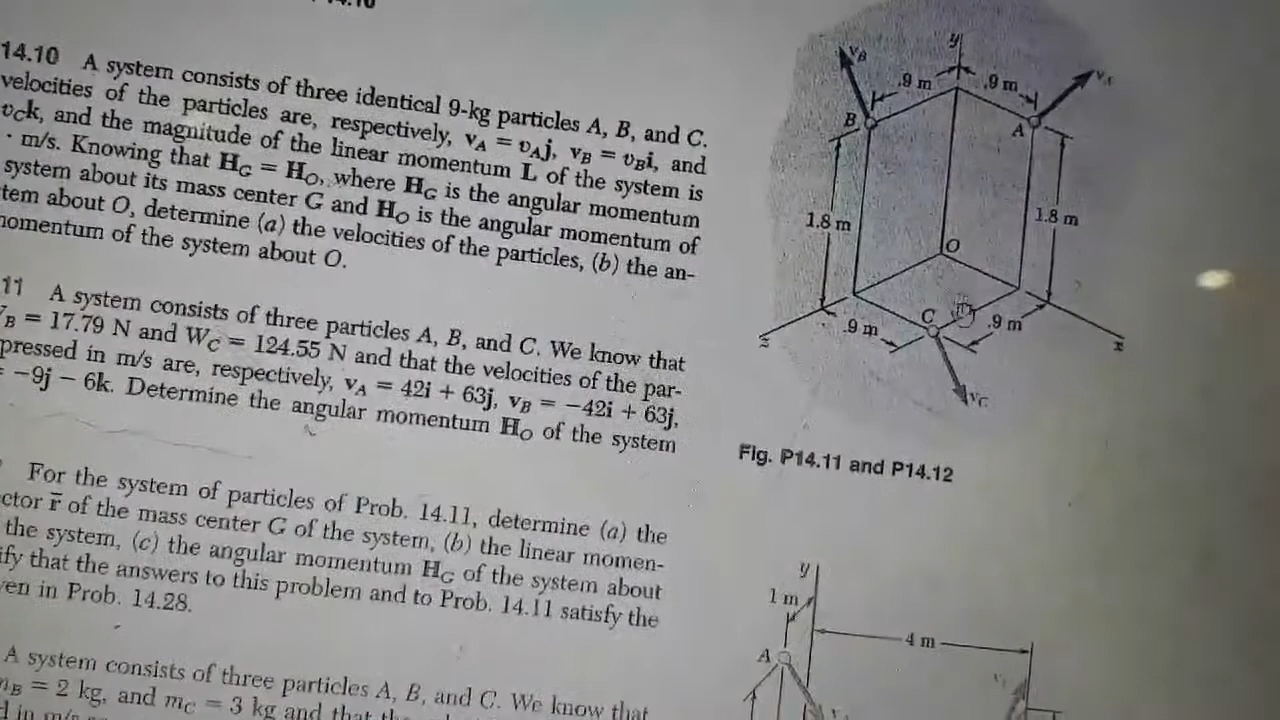 14.10 A system consists of three identical 9-kg particles A, B, and C.
velocities of the particles are, respectively, vA = vAj, vB = vBi, and
vCk, and the magnitude of the linear momentum L of the system is
· m/s. Knowing that HG = HO, where HG is the angular momentum
system about its mass center G and HO is the angular momentum of
tem about O, determine (a) the velocities of the particles, (b) the an-
momentum of the system about O.
11 A system consists of three particles A, B, and C. We know that
B = 17.79 N and WC = 124.55 N and that the velocities of the par-
pressed in m/s are, respectively, vA = 42i + 63j, vB = −42i + 63j,
= −9j − 6k. Determine the angular momentum HO of the system
For the system of particles of Prob. 14.11, determine (a) the
ctor r̄ of the mass center G of the system, (b) the linear momen-
the system, (c) the angular momentum HG of the system about
ify that the answers to this problem and to Prob. 14.11 satisfy the
ven in Prob. 14.28.
A system consists of three particles A, B, and C. We know that
mB = 2 kg, and mC = 3 kg and that
y
vB
.9 m
.9 m
vA
B
A
1.8 m
1.8 m
O
C
.9 m
.9 m
z
x
vC
Fig. P14.11 and P14.12
y
1 m
4 m
A